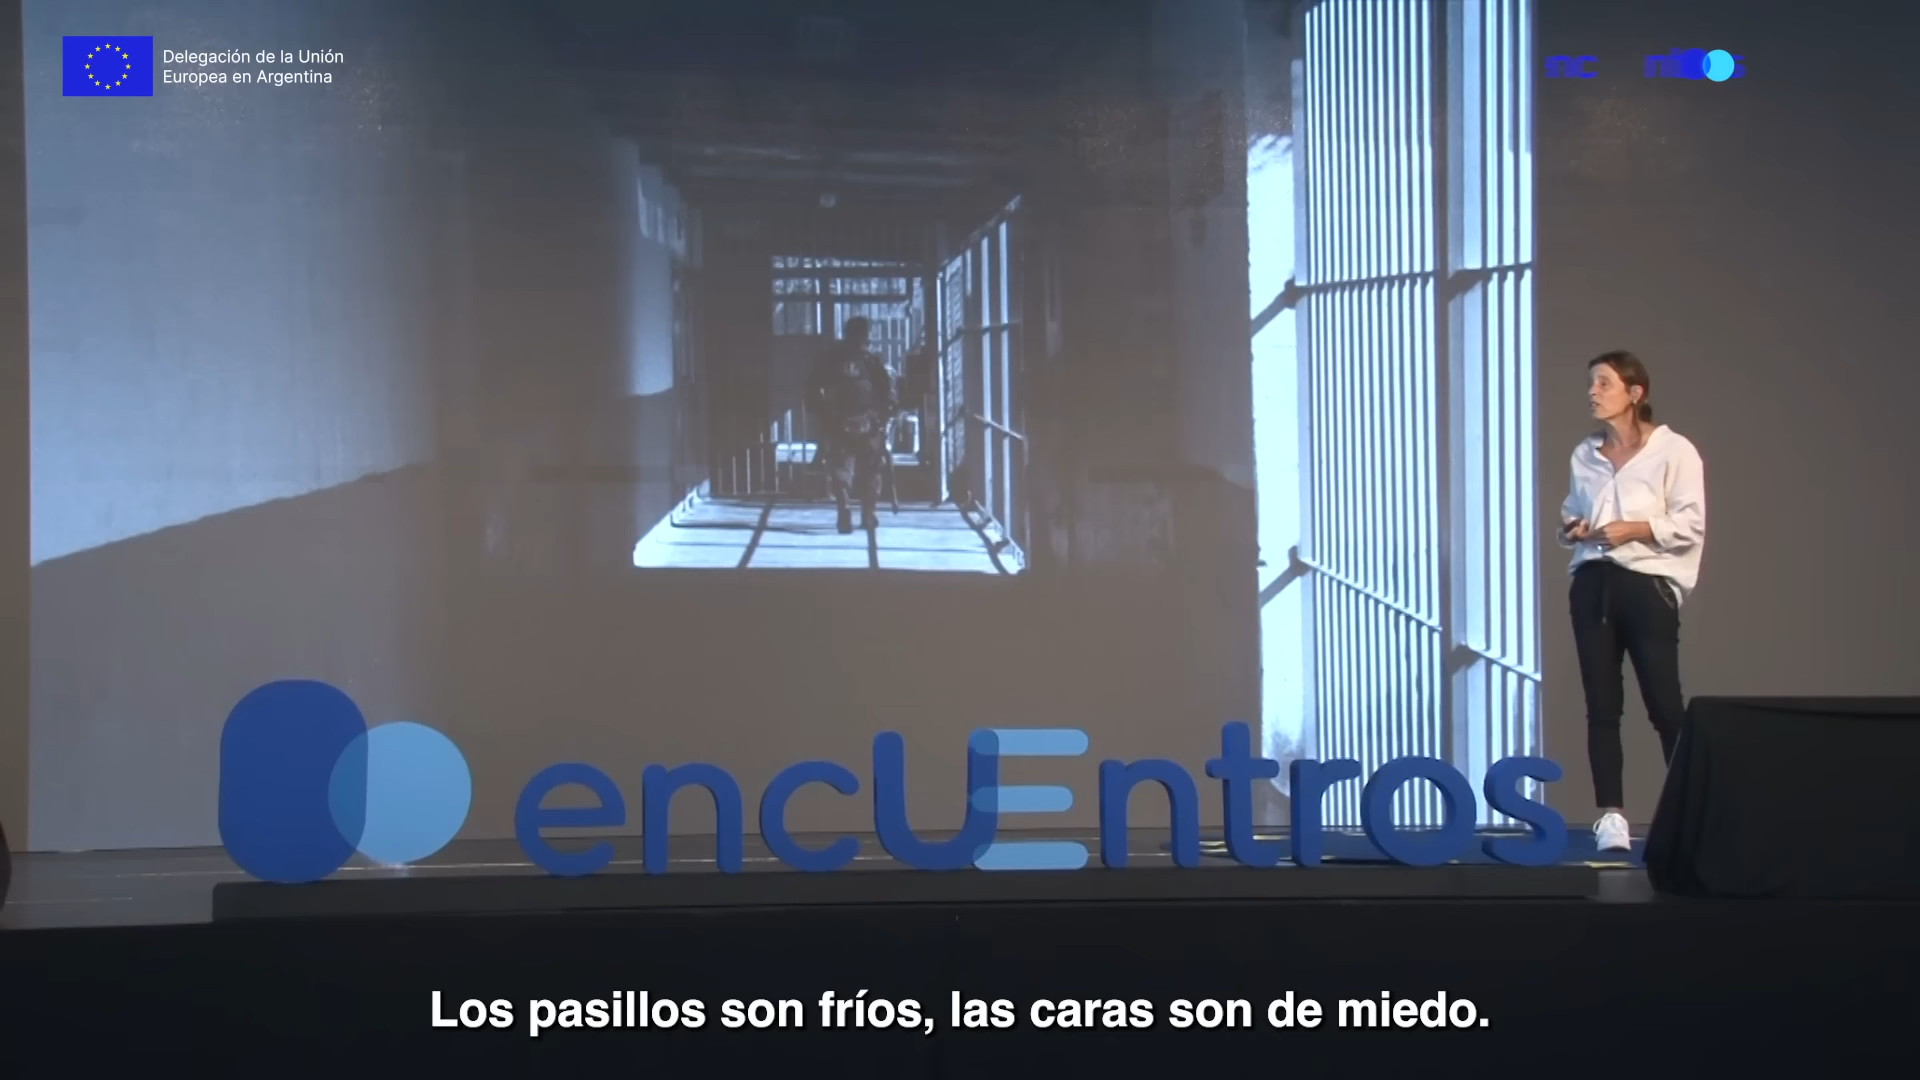 Delegación de la Unión
Europea en Argentina
encUEntros
Los pasillos son fríos, las caras son de miedo.